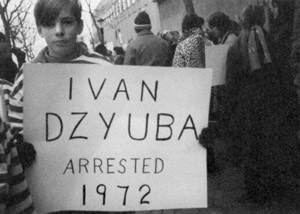 IVAN
DZYUBA
ARRESTED
1972